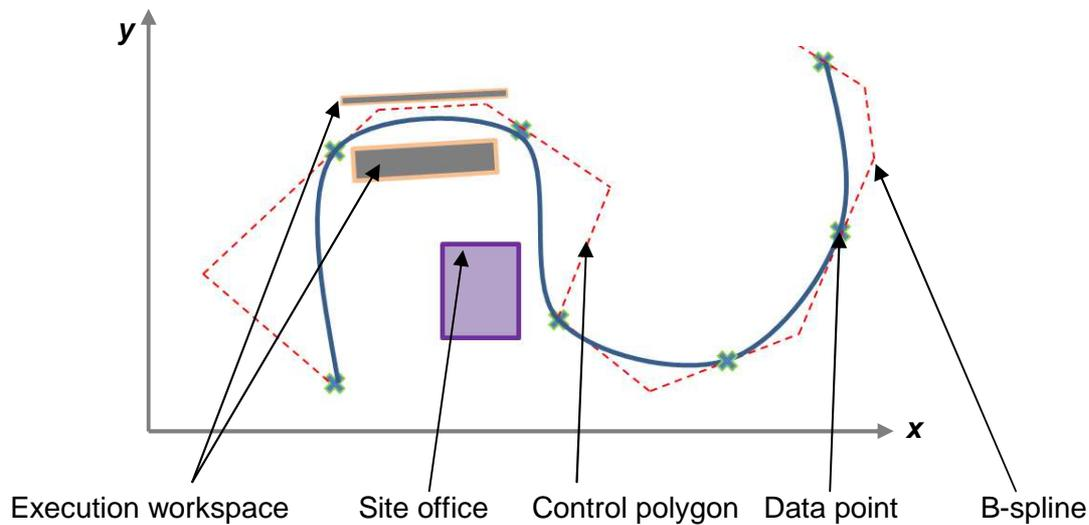 y
x
Execution workspace
Site office
Control polygon
Data point
B-spline